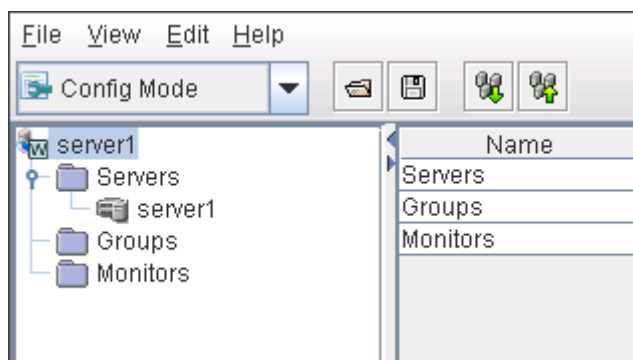 File View Edit Help
Config Mode
server1
Servers
server1
Groups
Monitors
Name
Servers
Groups
Monitors